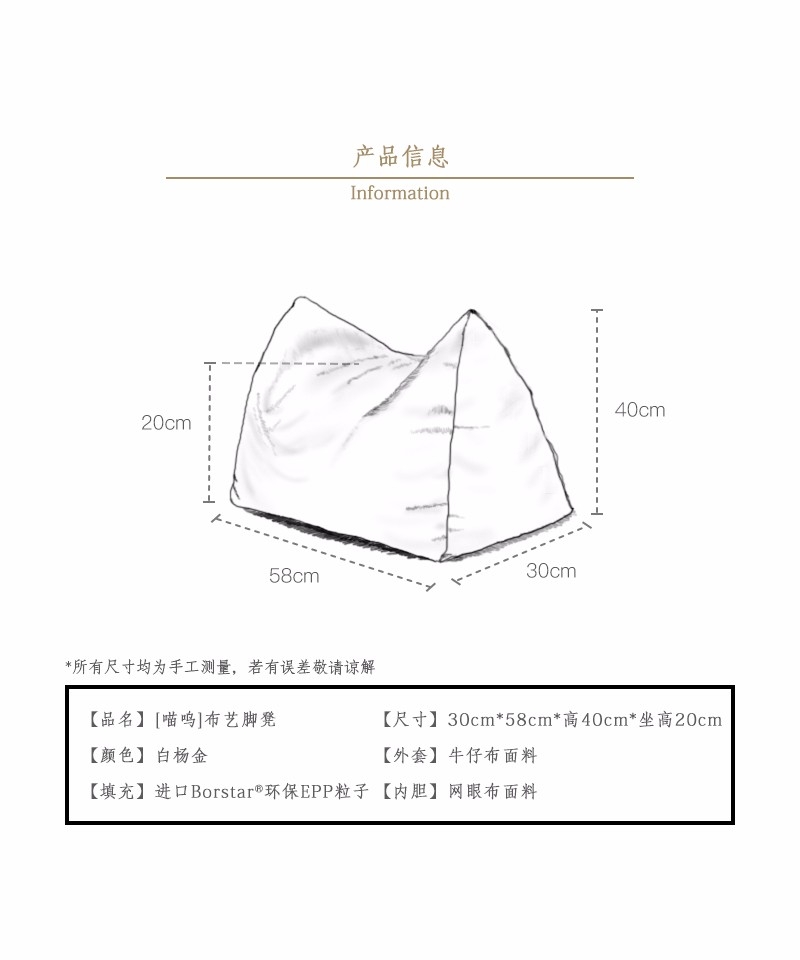 产品信息
Information
20cm
40cm
58cm
30cm
*所有尺寸均为手工测量，若有误差敬请谅解
【品名】[喵呜]布艺脚凳 【尺寸】30cm*58cm*高40cm*坐高20cm
【颜色】白杨金 【外套】牛仔布面料
【填充】进口Borstar®环保EPP粒子 【内胆】网眼布面料